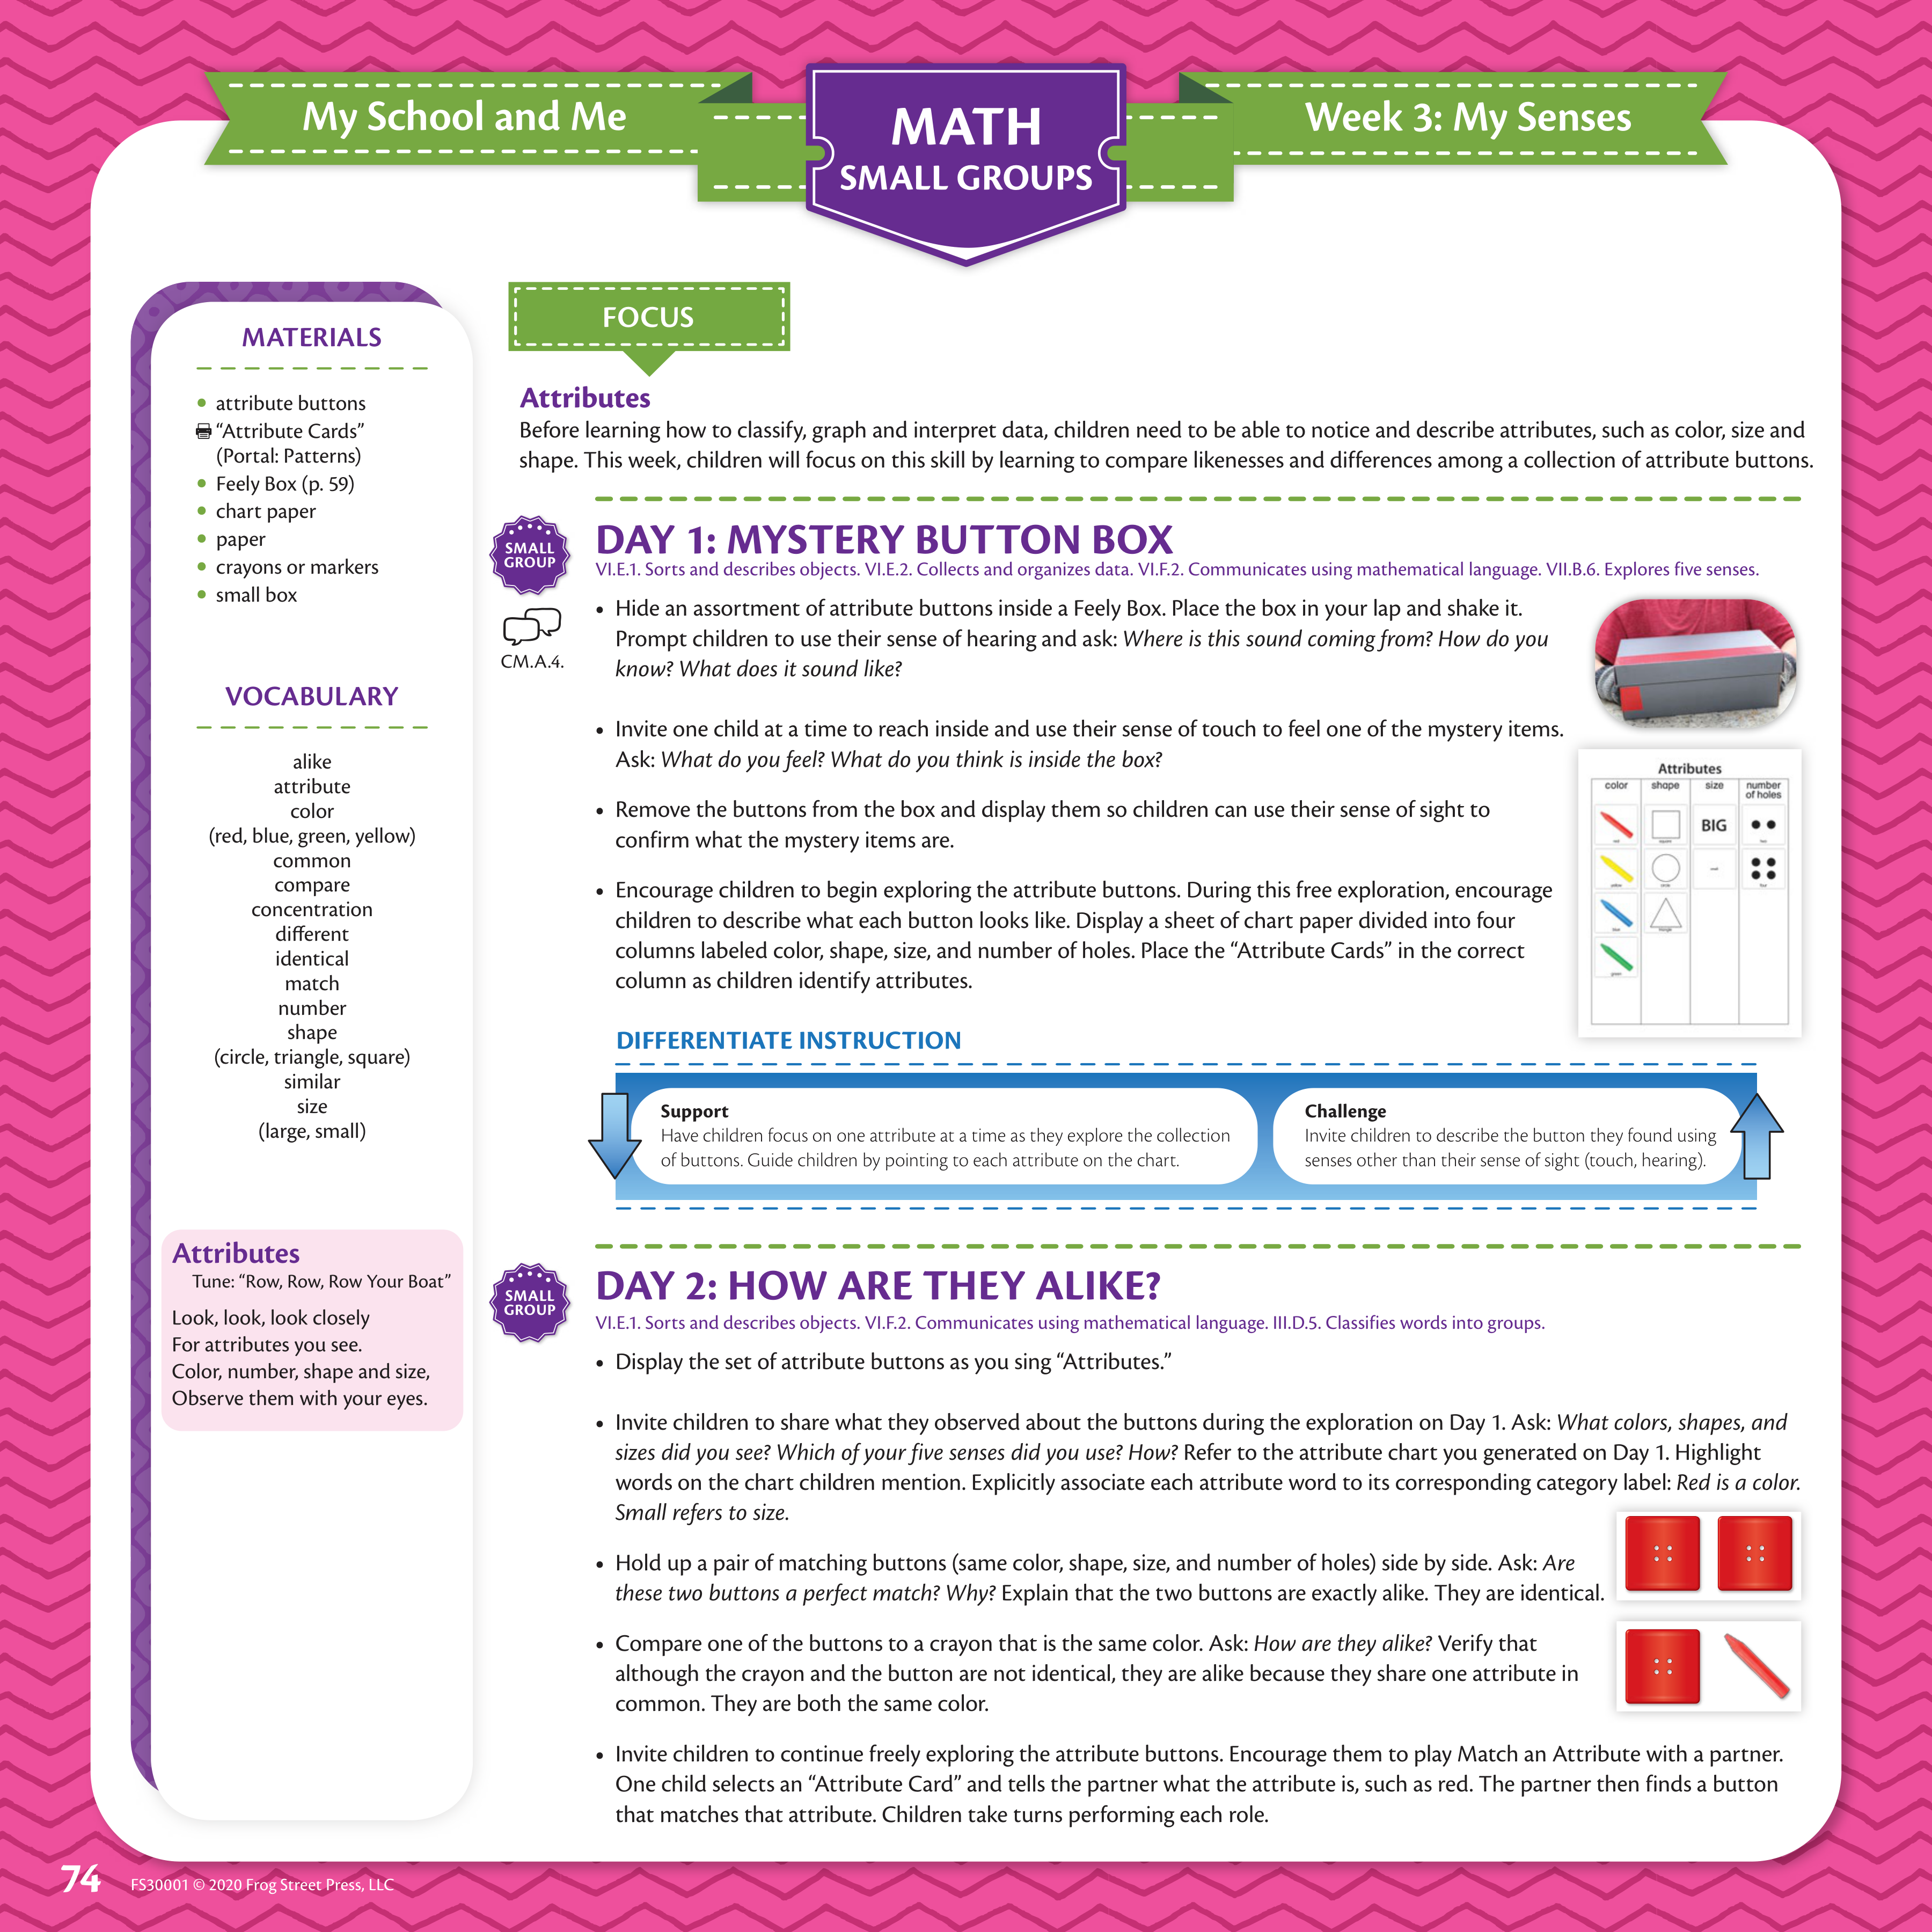 My School and Me
MATH
SMALL GROUPS
Week 3: My Senses
MATERIALS
• attribute buttons
“Attribute Cards”
(Portal: Patterns)
• Feely Box (p. 59)
• chart paper
• paper
• crayons or markers
• small box
VOCABULARY
alike
attribute
color
(red, blue, green, yellow)
common
compare
concentration
different
identical
match
number
shape
(circle, triangle, square)
similar
size
(large, small)
Attributes
Tune: “Row, Row, Row Your Boat”
Look, look, look closely
For attributes you see.
Color, number, shape and size,
Observe them with your eyes.
FOCUS
Attributes
Before learning how to classify, graph and interpret data, children need to be able to notice and describe attributes, such as color, size and
shape. This week, children will focus on this skill by learning to compare likenesses and differences among a collection of attribute buttons.
SMALL
GROUP
DAY 1: MYSTERY BUTTON BOX
VI.E.1. Sorts and describes objects. VI.E.2. Collects and organizes data. VI.F.2. Communicates using mathematical language. VII.B.6. Explores five senses.
CM.A.4.
• Hide an assortment of attribute buttons inside a Feely Box. Place the box in your lap and shake it.
Prompt children to use their sense of hearing and ask: Where is this sound coming from? How do you
know? What does it sound like?
• Invite one child at a time to reach inside and use their sense of touch to feel one of the mystery items.
Ask: What do you feel? What do you think is inside the box?
• Remove the buttons from the box and display them so children can use their sense of sight to
confirm what the mystery items are.
• Encourage children to begin exploring the attribute buttons. During this free exploration, encourage
children to describe what each button looks like. Display a sheet of chart paper divided into four
columns labeled color, shape, size, and number of holes. Place the “Attribute Cards” in the correct
column as children identify attributes.
Attributes
color shape size number
of holes
red square BIG two
yellow circle small four
blue triangle
green
DIFFERENTIATE INSTRUCTION
Support
Have children focus on one attribute at a time as they explore the collection
of buttons. Guide children by pointing to each attribute on the chart.
Challenge
Invite children to describe the button they found using
senses other than their sense of sight (touch, hearing).
SMALL
GROUP
DAY 2: HOW ARE THEY ALIKE?
VI.E.1. Sorts and describes objects. VI.F.2. Communicates using mathematical language. III.D.5. Classifies words into groups.
• Display the set of attribute buttons as you sing “Attributes.”
• Invite children to share what they observed about the buttons during the exploration on Day 1. Ask: What colors, shapes, and
sizes did you see? Which of your five senses did you use? How? Refer to the attribute chart you generated on Day 1. Highlight
words on the chart children mention. Explicitly associate each attribute word to its corresponding category label: Red is a color.
Small refers to size.
• Hold up a pair of matching buttons (same color, shape, size, and number of holes) side by side. Ask: Are
these two buttons a perfect match? Why? Explain that the two buttons are exactly alike. They are identical.
• Compare one of the buttons to a crayon that is the same color. Ask: How are they alike? Verify that
although the crayon and the button are not identical, they are alike because they share one attribute in
common. They are both the same color.
• Invite children to continue freely exploring the attribute buttons. Encourage them to play Match an Attribute with a partner.
One child selects an “Attribute Card” and tells the partner what the attribute is, such as red. The partner then finds a button
that matches that attribute. Children take turns performing each role.
74
FS30001 © 2020 Frog Street Press, LLC